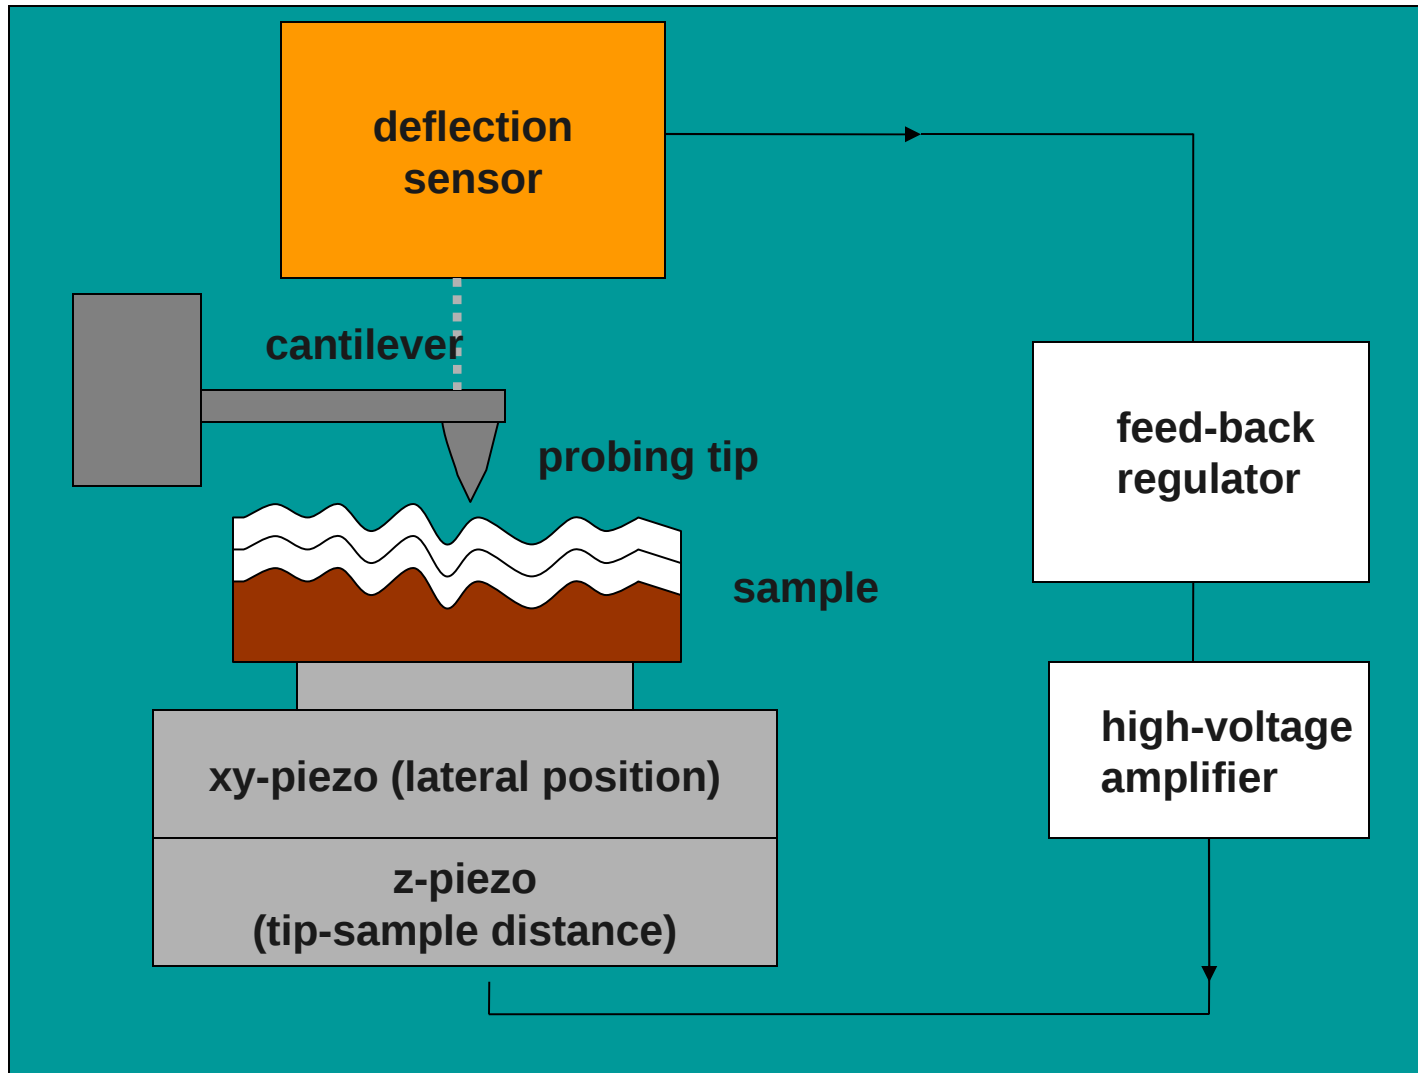 deflection
sensor
cantilever
probing tip
feed-back
regulator
sample
high-voltage
amplifier
xy-piezo (lateral position)
z-piezo
(tip-sample distance)